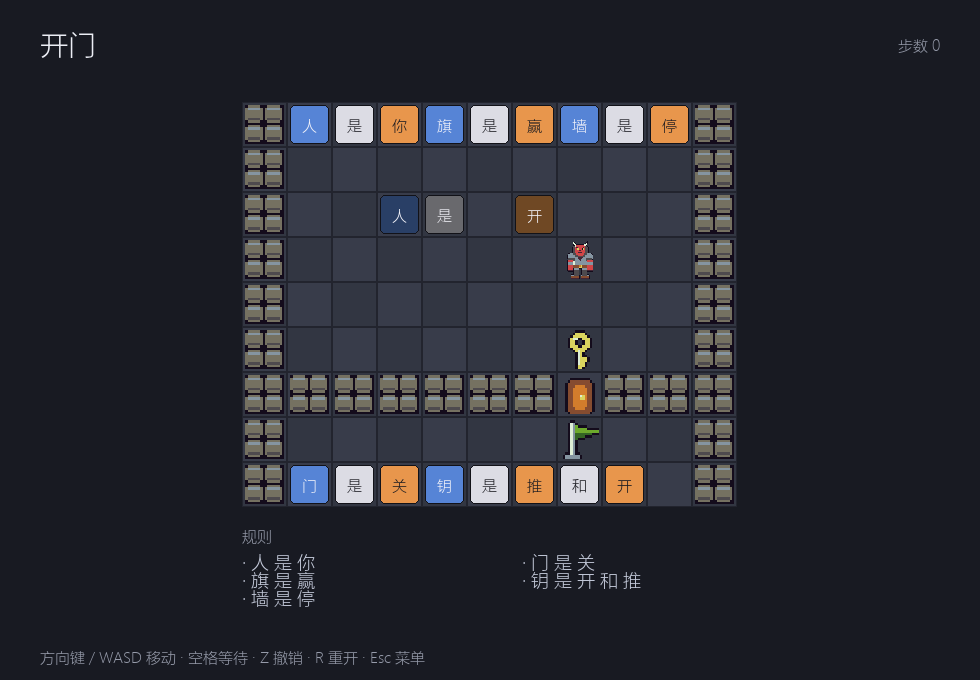 开门
步数 0
人 是 你 旗 是 赢 墙 是 停
人 是 开
门 是 关 钥 是 推 和 开
规则
· 人 是 你
· 旗 是 赢
· 墙 是 停
· 门 是 关
· 钥 是 开 和 推
方向键 / WASD 移动 · 空格等待 · Z 撤销 · R 重开 · Esc 菜单